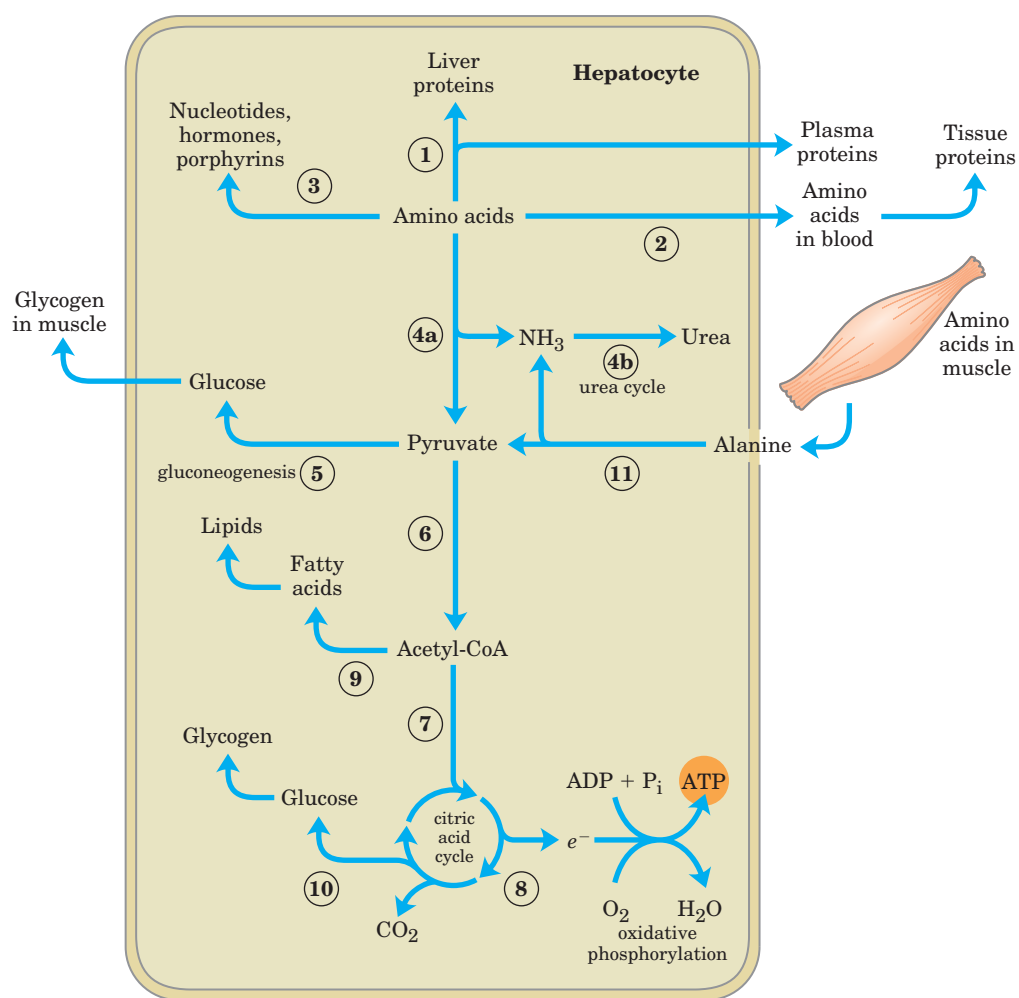 Liver
proteins
Hepatocyte
Nucleotides,
hormones,
porphyrins
Plasma
proteins
Tissue
proteins
1
3
Amino acids
2
Amino
acids
in blood
Glycogen
in muscle
4a
NH3
4b
urea cycle
Urea
Amino
acids in
muscle
Glucose
Pyruvate
Alanine
gluconeogenesis 5
11
6
Lipids
Fatty
acids
Acetyl-CoA
9
7
Glycogen
Glucose
citric
acid
cycle
ADP + Pi
ATP
e−
10
8
CO2
O2
H2O
oxidative
phosphorylation